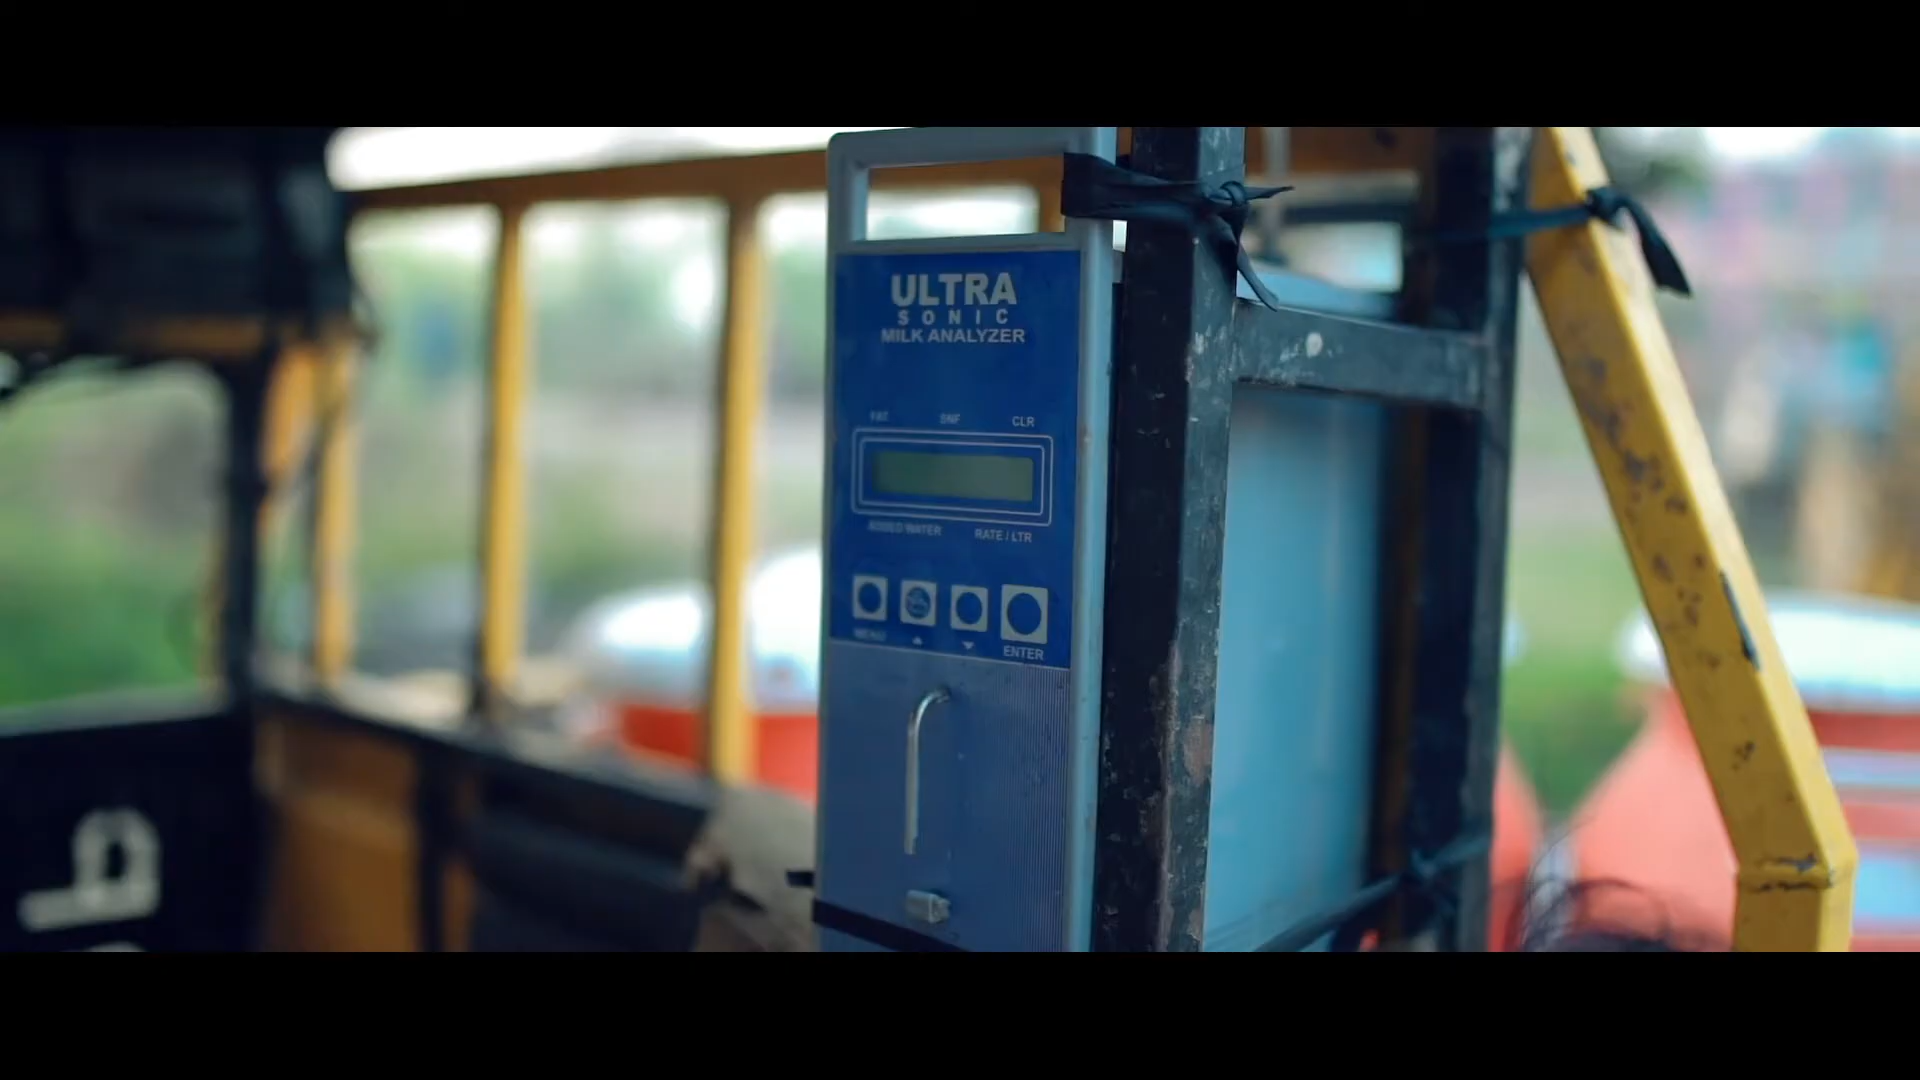 ULTRA
SONIC
MILK ANALYZER
FAT SNF CLR
ADDED WATER RATE / LTR
MENU
ENTER